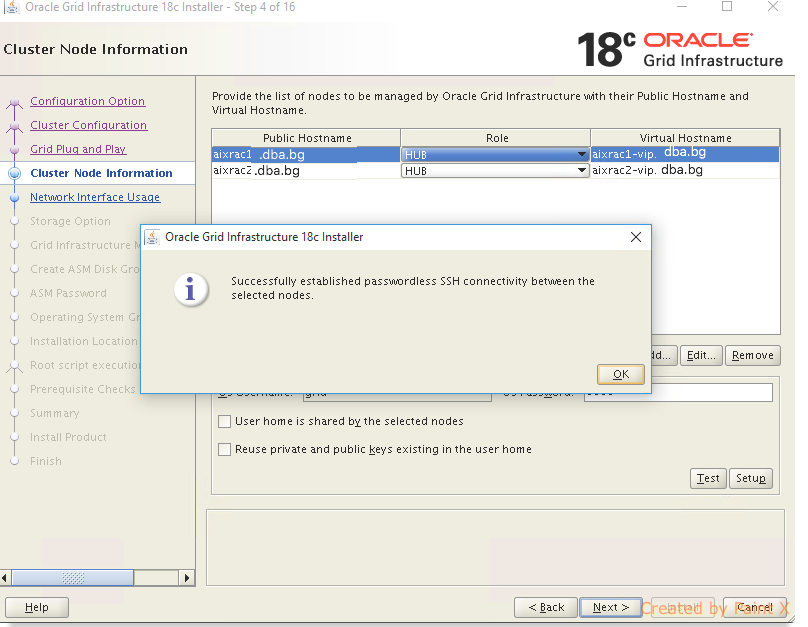 Oracle Grid Infrastructure 18c Installer - Step 4 of 16
Cluster Node Information
18c ORACLE
Grid Infrastructure
Configuration Option
Cluster Configuration
Grid Plug and Play
Cluster Node Information
Network Interface Usage
Storage Option
Grid Infrastructure
Create ASM Disk
ASM Password
Operating System
Installation Location
Root script
Prerequisite Checks
Summary
Install Product
Finish
Provide the list of nodes to be managed by Oracle Grid Infrastructure with their Public Hostname and
Virtual Hostname.
Public Hostname Role Virtual Hostname
aixrac1 .dba.bg HUB aixrac1-vip. dba.bg
aixrac2 .dba.bg HUB aixrac2-vip. dba.bg
Oracle Grid Infrastructure 18c Installer
Successfully established passwordless SSH connectivity between the
selected nodes.
OK
Edit... Remove
User home is shared by the selected nodes
Reuse private and public keys existing in the user home
Test Setup
Help < Back Next > Install Cancel
Created by Paint X